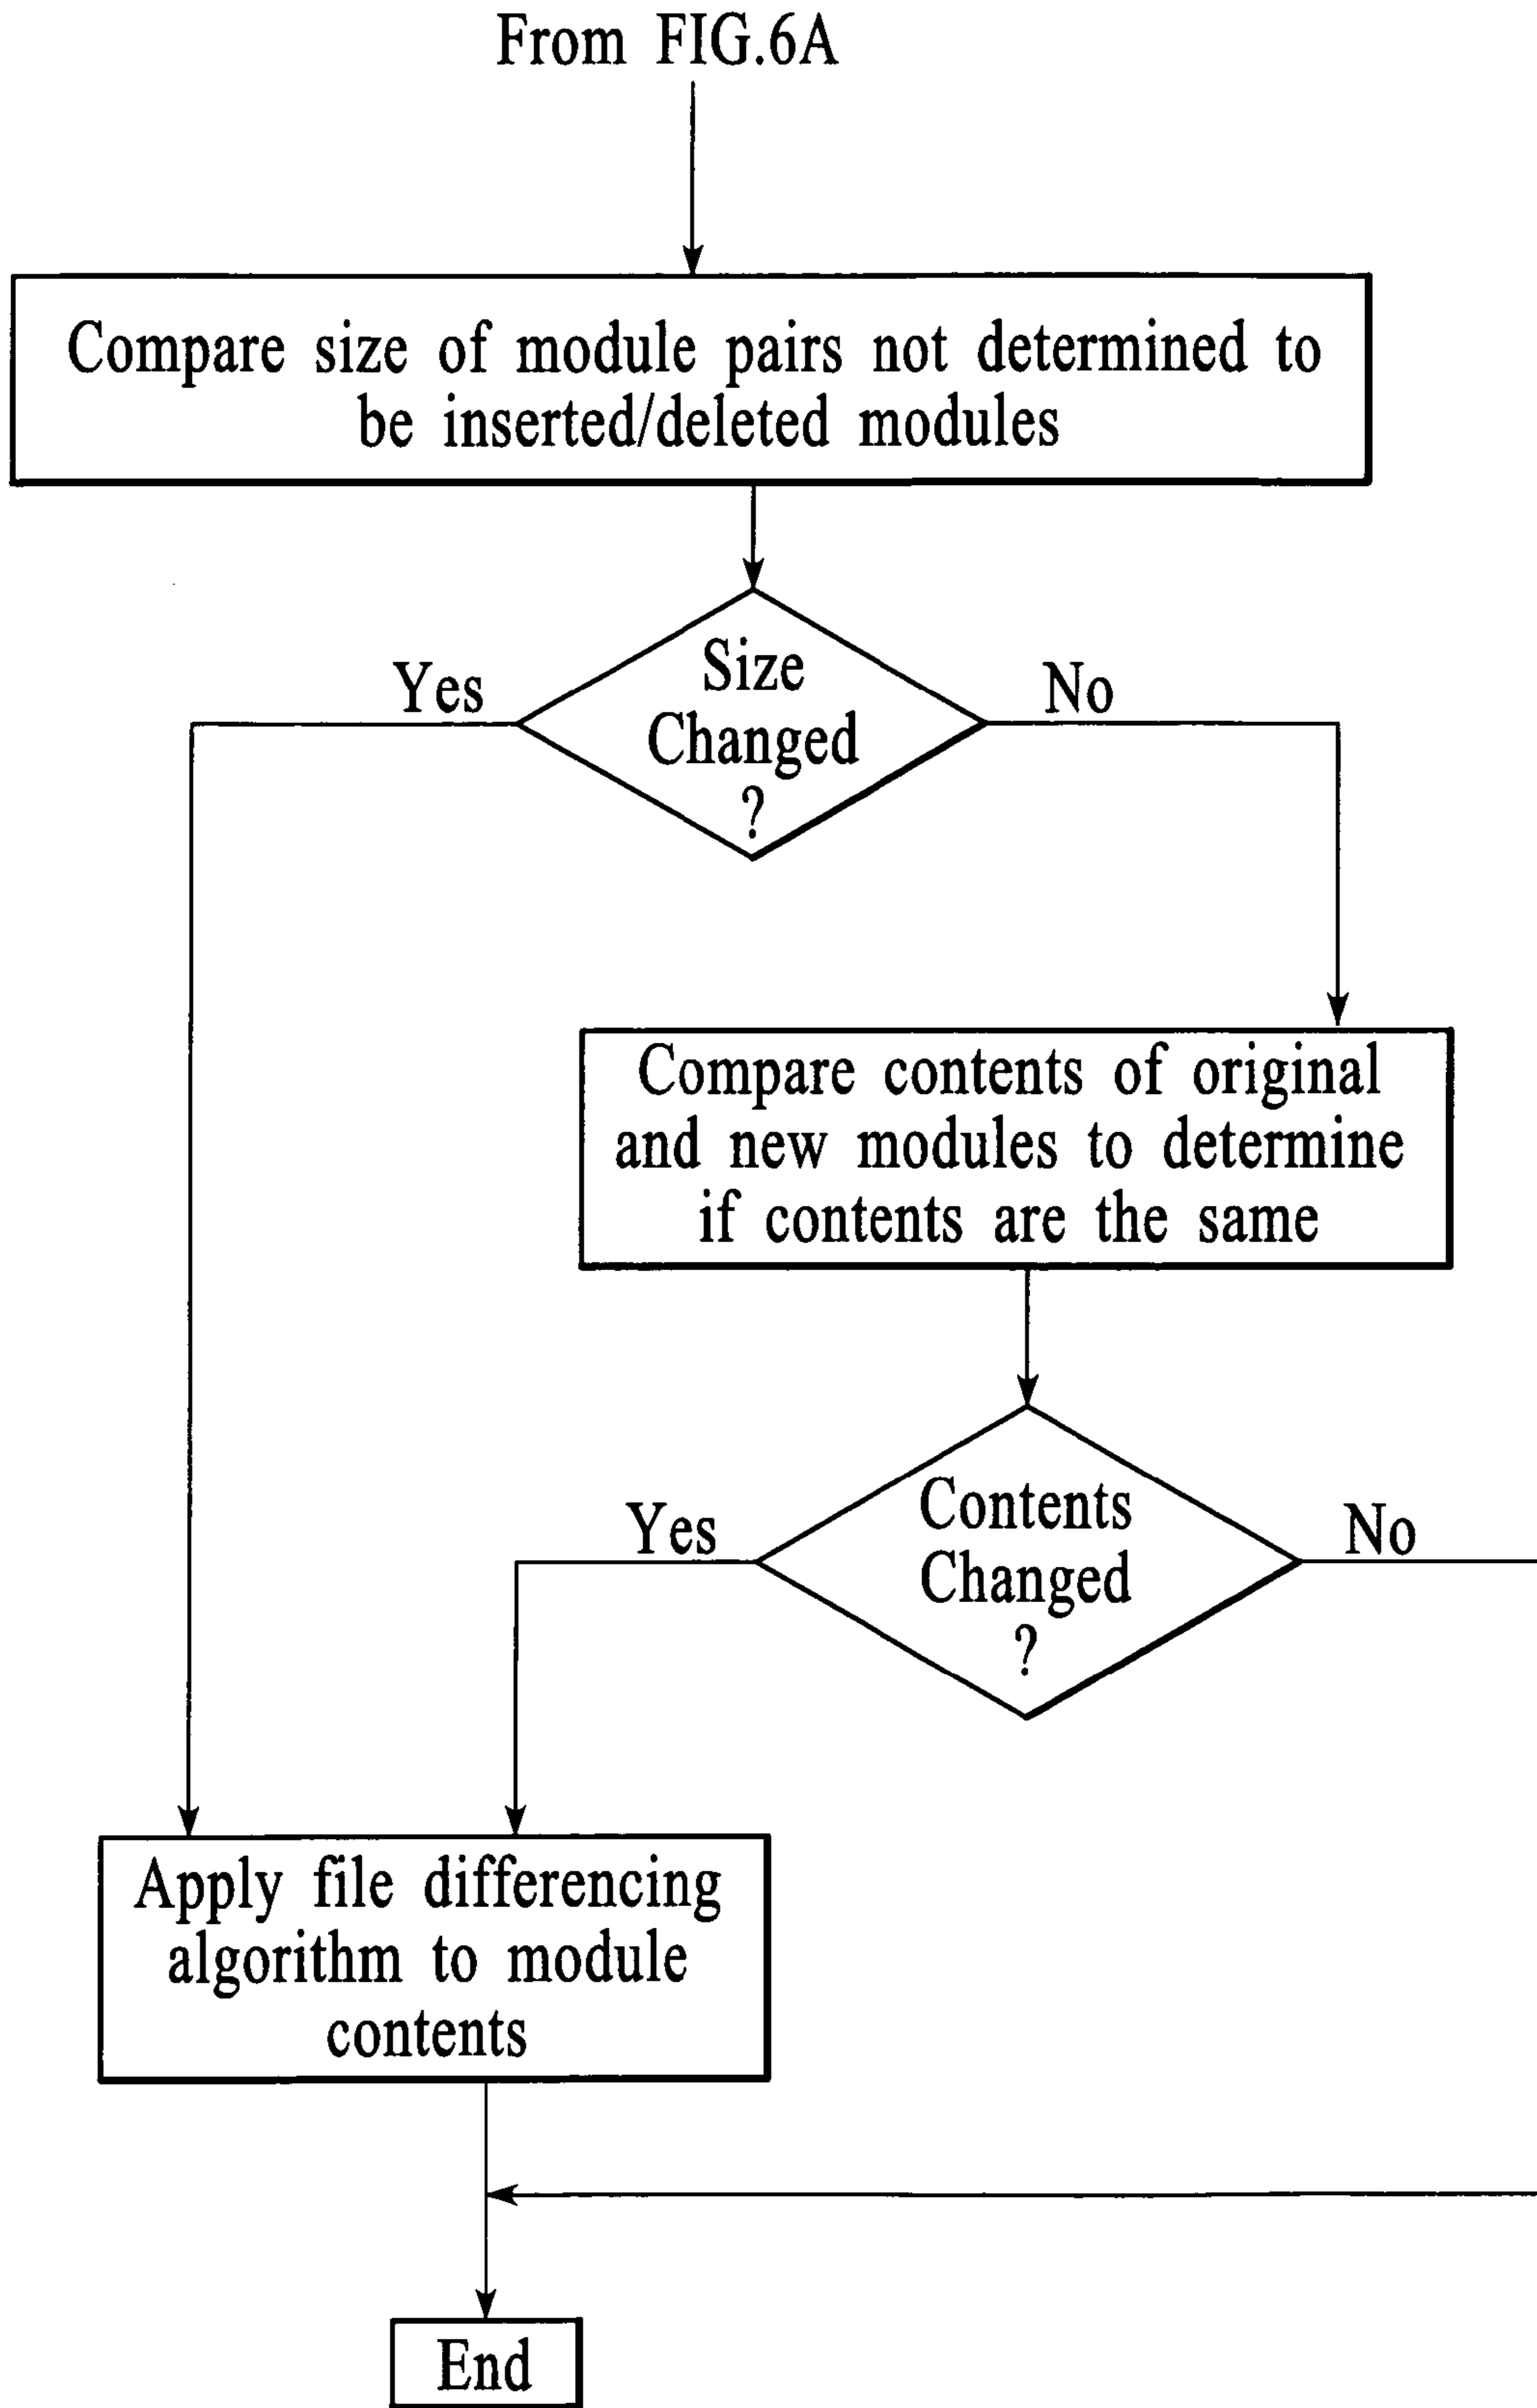 From FIG.6A
Compare size of module pairs not determined to
be inserted/deleted modules
Size
Changed
?
Yes
No
Compare contents of original
and new modules to determine
if contents are the same
Contents
Changed
?
Yes
No
Apply file differencing
algorithm to module
contents
End